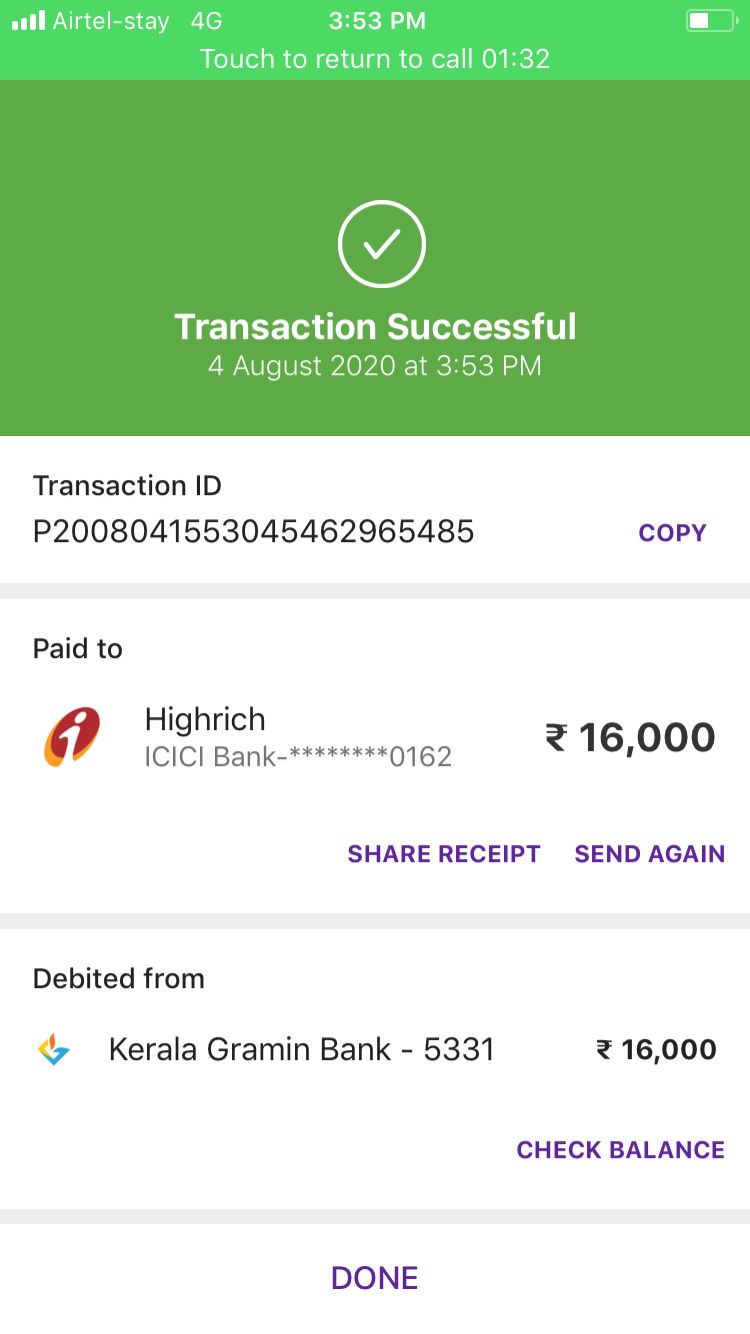 Airtel-stay 4G 3:53 PM
Touch to return to call 01:32
Transaction Successful
4 August 2020 at 3:53 PM
Transaction ID
P2008041553045462965485 COPY
Paid to
Highrich
ICICI Bank-********0162
₹ 16,000
SHARE RECEIPT SEND AGAIN
Debited from
Kerala Gramin Bank - 5331 ₹ 16,000
CHECK BALANCE
DONE